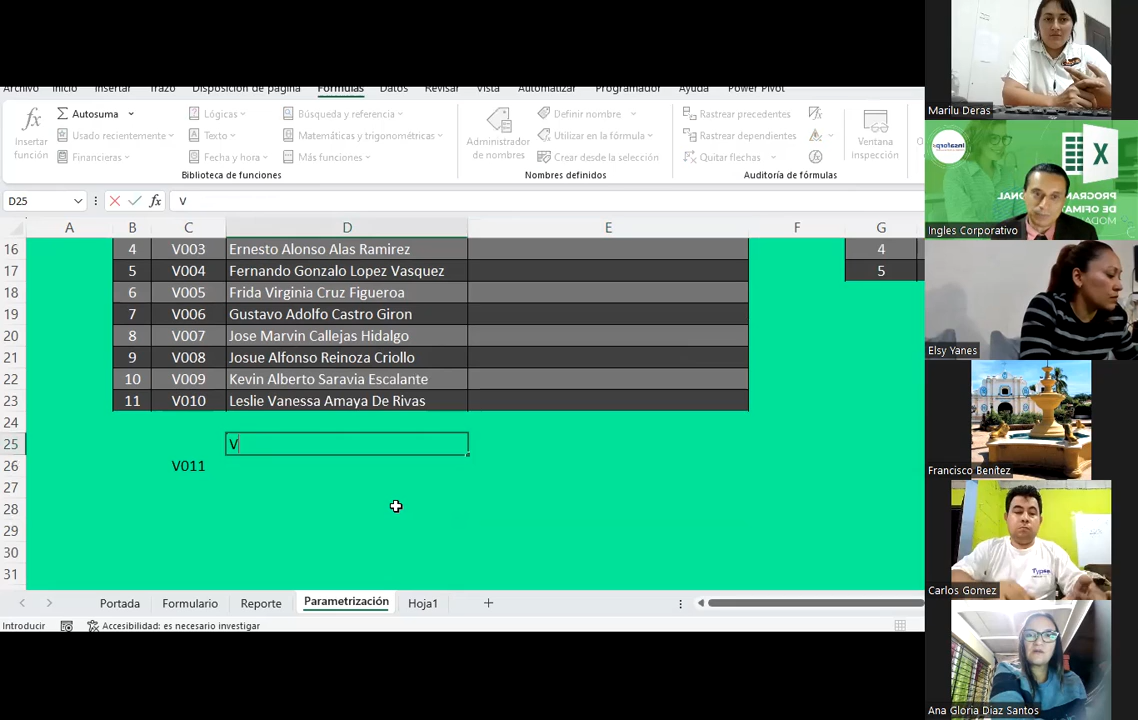 Archivo Inicio Insertar Trazo Disposición de página Fórmulas Datos Revisar Vista Automatizar Programador Ayuda Power Pivot
fx Insertar función
Autosuma
Usado recientemente
Financieras
Lógicas
Texto
Fecha y hora
Búsqueda y referencia
Matemáticas y trigonométricas
Más funciones
Biblioteca de funciones
Administrador de nombres
Definir nombre
Utilizar en la fórmula
Crear desde la selección
Nombres definidos
Rastrear precedentes
Rastrear dependientes
Quitar flechas
Auditoría de fórmulas
Ventana Inspección
D25 fx V
A B C D E F G
16 4 V003 Ernesto Alonso Alas Ramirez 4
17 5 V004 Fernando Gonzalo Lopez Vasquez 5
18 6 V005 Frida Virginia Cruz Figueroa
19 7 V006 Gustavo Adolfo Castro Giron
20 8 V007 Jose Marvin Callejas Hidalgo
21 9 V008 Josue Alfonso Reinoza Criollo
22 10 V009 Kevin Alberto Saravia Escalante
23 11 V010 Leslie Vanessa Amaya De Rivas
24
25 V
26 V011
27
28
29
30
31
Portada Formulario Reporte Parametrización Hoja1
Introducir Accesibilidad: es necesario investigar
Marilu Deras
X
Ingles Corporativo
Elsy Yanes
Francisco Benítez
Carlos Gomez
Ana Gloria Diaz Santos